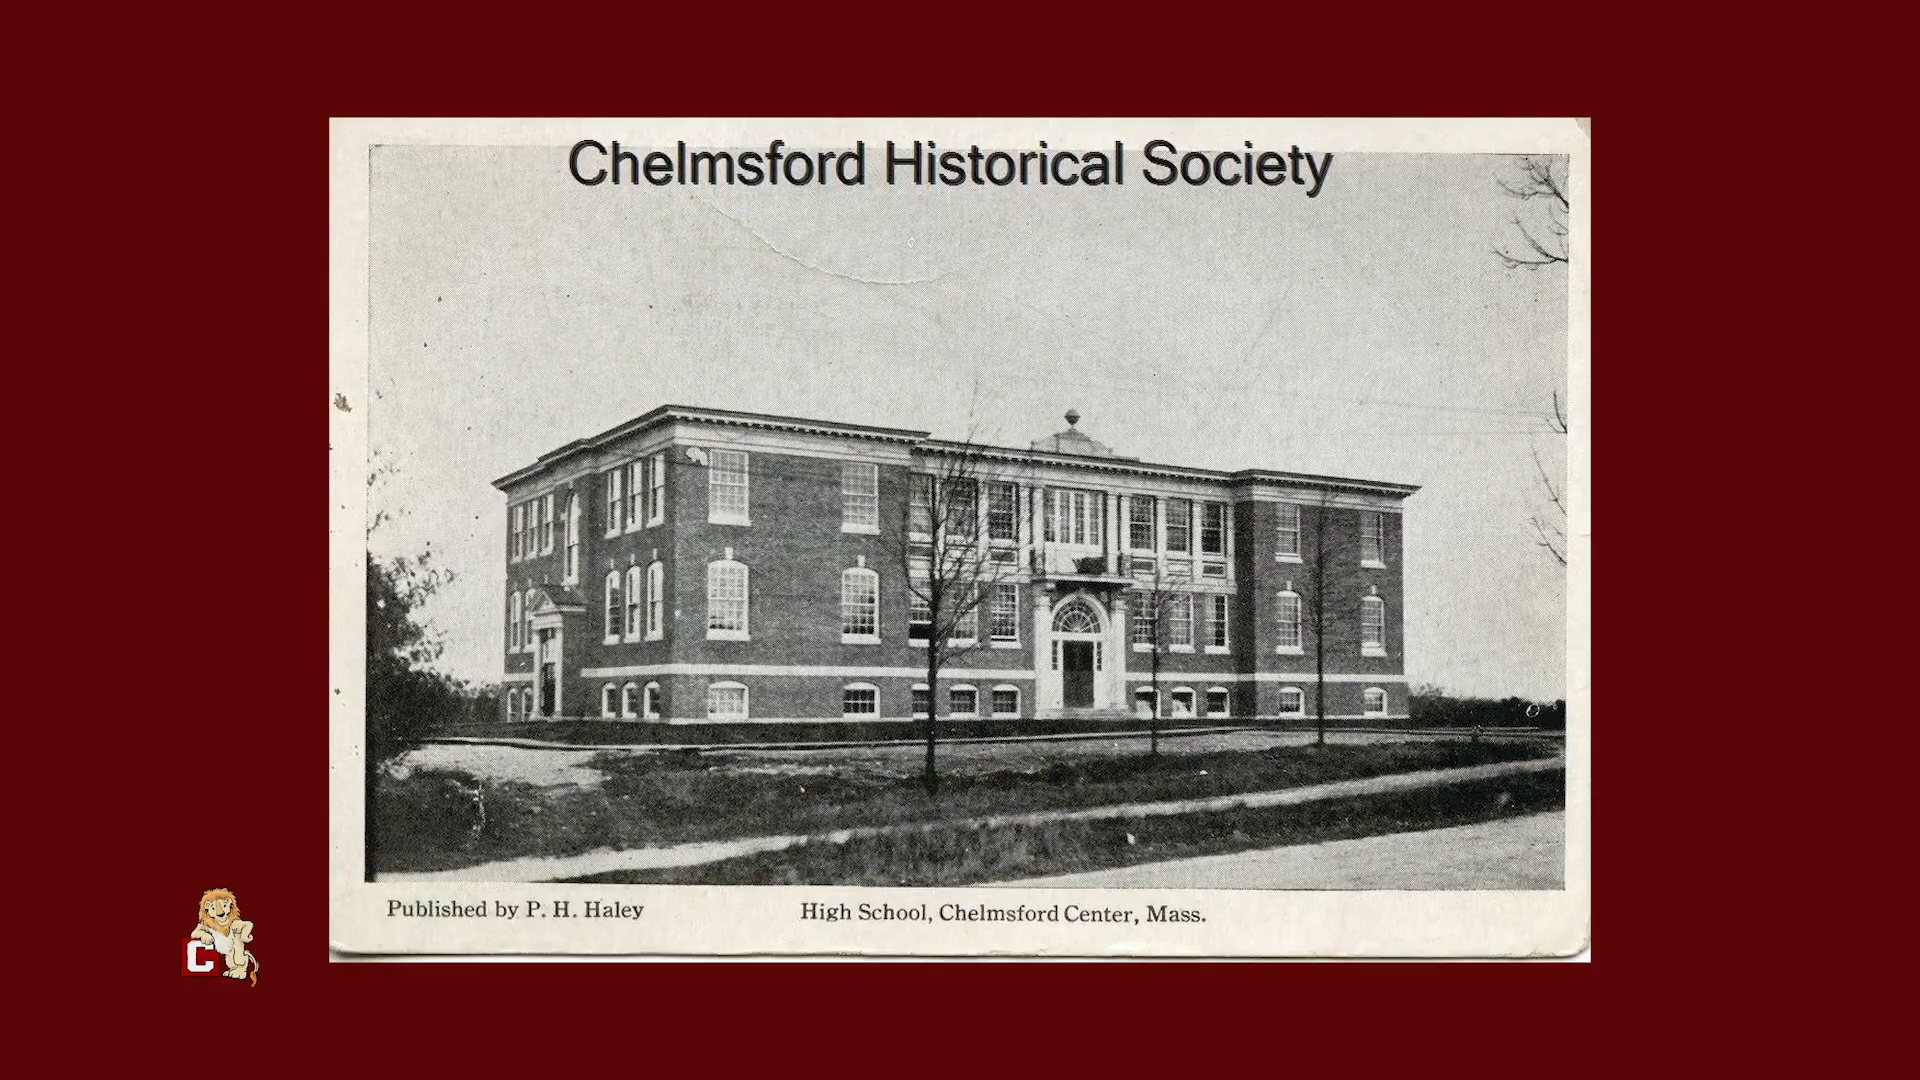 Chelmsford Historical Society
Published by P. H. Haley
High School, Chelmsford Center, Mass.
C